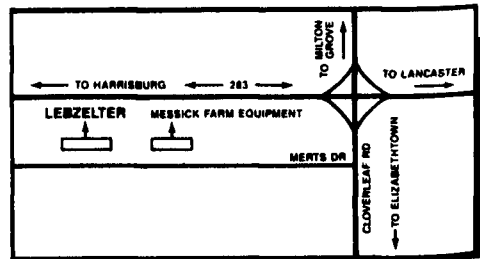 TO MILTON
GROVE
TO HARRISBURG
283
TO LANCASTER
LEBZELTER
MESSICK FARM EQUIPMENT
MERTS DR
CLOVERLEAF RD
TO ELIZABETHTOWN